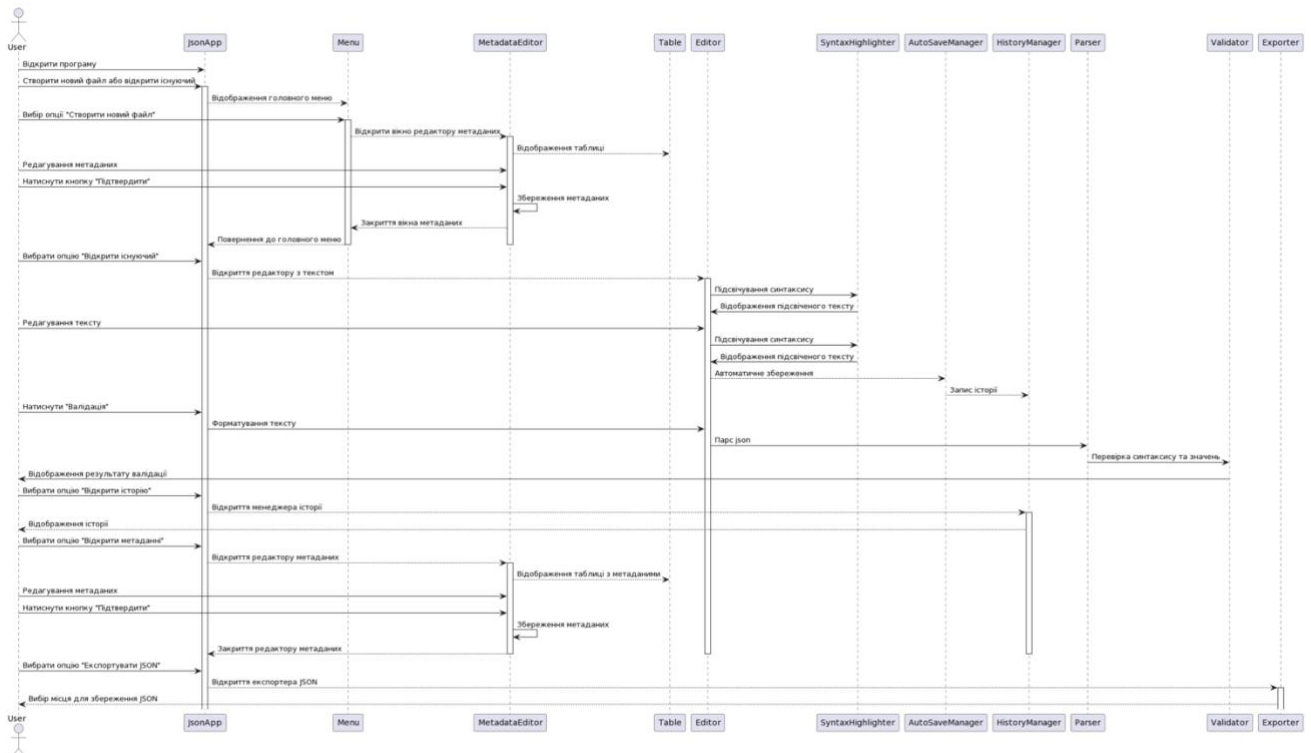 User
JsonApp Menu MetadataEditor Table Editor SyntaxHighlighter AutoSaveManager HistoryManager Parser Validator Exporter
Відкрити програму
Створити новий файл або відкрити існуючий
Відображення головного меню
Вибір опції "Створити новий файл"
Відкрити вікно редактору метаданих
Відображення таблиці
Редагування метаданих
Натиснути кнопку "Підтвердити"
Збереження метаданих
Закриття вікна метаданих
Повернення до головного меню
Вибрати опцію "Відкрити існуючий"
Відкриття редактору з текстом
Підсвічування синтаксису
Відображення підсвіченого тексту
Редагування тексту
Підсвічування синтаксису
Відображення підсвіченого тексту
Автоматичне збереження
Запис історії
Натиснути "Валідація"
Форматування тексту
Парс json
Перевірка синтаксису та значень
Відображення результату валідації
Вибрати опцію "Відкрити історію"
Відкриття менеджера історії
Відображення історії
Вибрати опцію "Відкрити метаданні"
Відкриття редактору метаданих
Відображення таблиці з метаданими
Редагування метаданих
Натиснути кнопку "Підтвердити"
Збереження метаданих
Закриття редактору метаданих
Вибрати опцію "Експортувати JSON"
Відкриття експортера JSON
Вибір місця для збереження JSON
User
JsonApp Menu MetadataEditor Table Editor SyntaxHighlighter AutoSaveManager HistoryManager Parser Validator Exporter